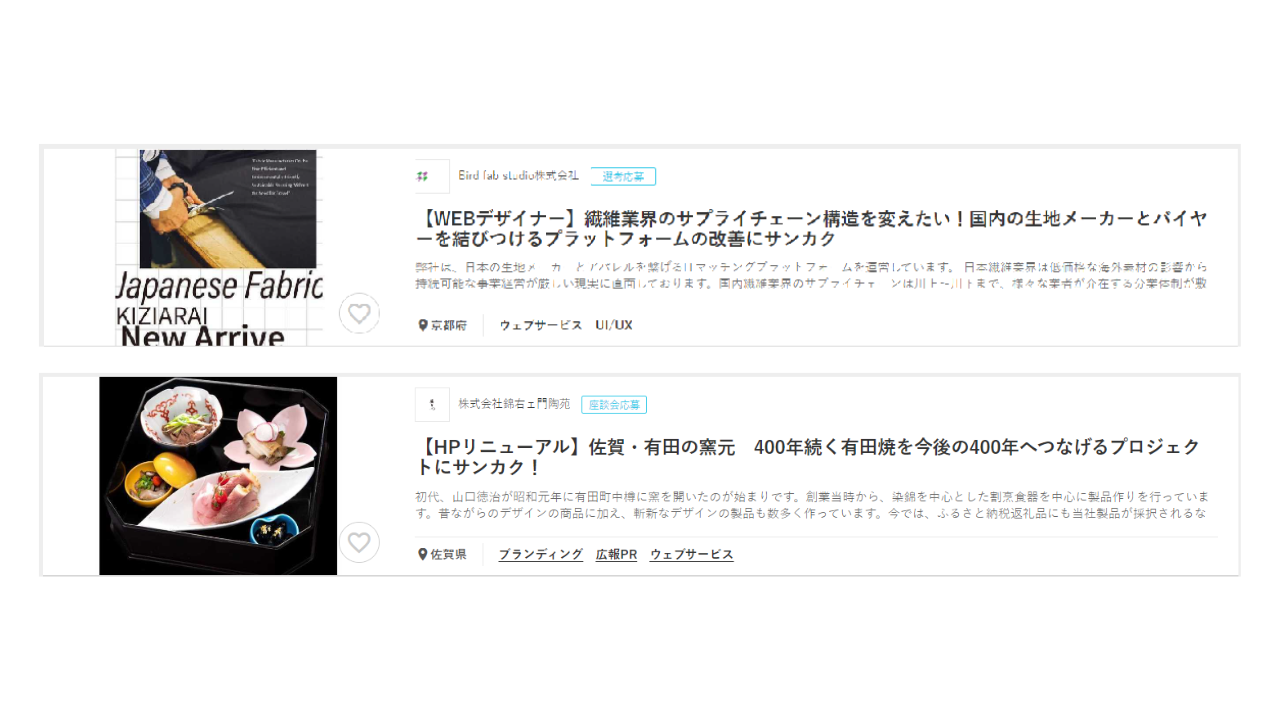 Japanese Fabric
KIZIARAI
New Arrive
Bird fab studio株式会社 選考応募
【WEBデザイナー】繊維業界のサプライチェーン構造を変えたい！国内の生地メーカーとバイヤ
ーを結びつけるプラットフォームの改善にサンカク
弊社は、日本の生地メーカーとアパレルを繋げるITマッチングプラットフォームを運営しています。 日本繊維業界は低価格な海外素材の影響から
持続可能な事業経営が厳しい現実に直面しております。国内繊維業界のサプライチェーンは川上〜川下まで、様々な業者が介在する分業体制が敷
京都府 ウェブサービス UI/UX
株式会社錦右ェ門陶苑 座談会応募
【HPリニューアル】佐賀・有田の窯元　400年続く有田焼を今後の400年へつなげるプロジェク
トにサンカク！
初代、山口徳治が昭和元年に有田町中樽に窯を開いたのが始まりです。創業当時から、染錦を中心とした割烹食器を中心に製品作りを行っていま
す。昔ながらのデザインの商品に加え、斬新なデザインの製品も数多く作っています。今では、ふるさと納税返礼品にも当社製品が採択されるな
佐賀県 ブランディング 広報PR ウェブサービス